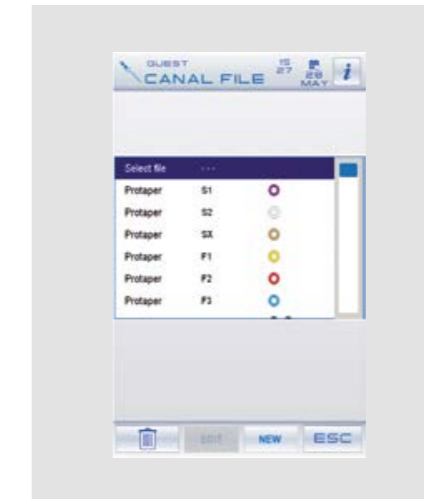 GUEST
CANAL FILE
15
27
28
MAY
i
Select file ---
Protaper S1
Protaper S2
Protaper SX
Protaper F1
Protaper F2
Protaper F3
EDIT NEW ESC